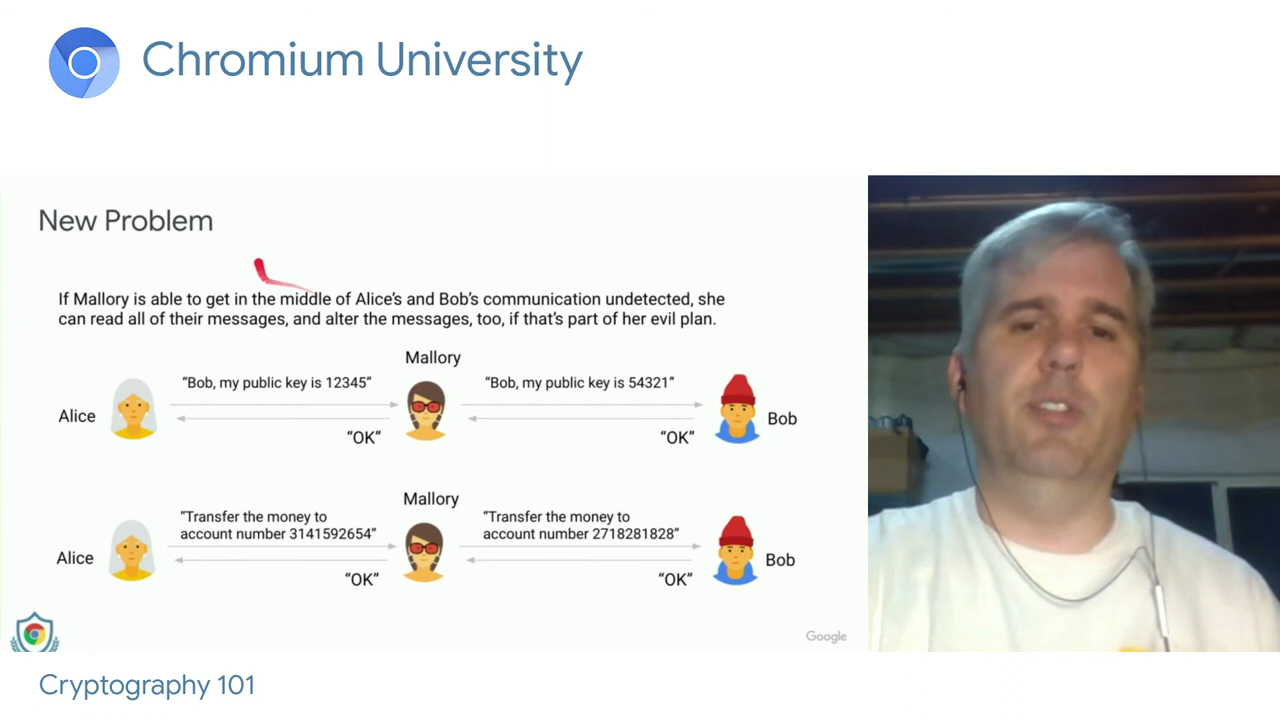 Chromium University
New Problem
If Mallory is able to get in the middle of Alice's and Bob's communication undetected, she
can read all of their messages, and alter the messages, too, if that's part of her evil plan.
Mallory
"Bob, my public key is 12345"
"Bob, my public key is 54321"
Alice
Bob
"OK"
"OK"
Mallory
"Transfer the money to
account number 3141592654"
"Transfer the money to
account number 2718281828"
Alice
Bob
"OK"
"OK"
Google
Cryptography 101